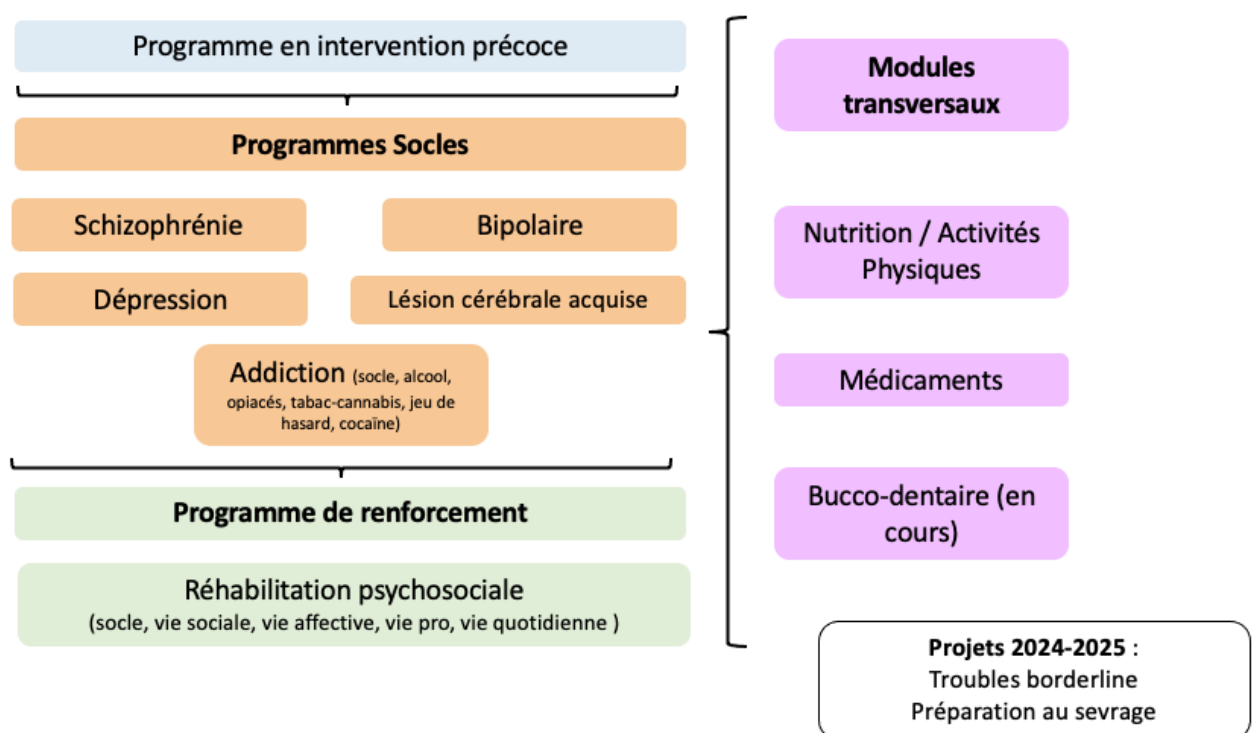 Programme en intervention précoce
Programmes Socles
Schizophrénie
Bipolaire
Dépression
Lésion cérébrale acquise
Addiction (socle, alcool,
opiacés, tabac-cannabis, jeu de
hasard, cocaïne)
Programme de renforcement
Réhabilitation psychosociale
(socle, vie sociale, vie affective, vie pro, vie quotidienne )
Modules
transversaux
Nutrition / Activités
Physiques
Médicaments
Bucco-dentaire (en
cours)
Projets 2024-2025 :
Troubles borderline
Préparation au sevrage